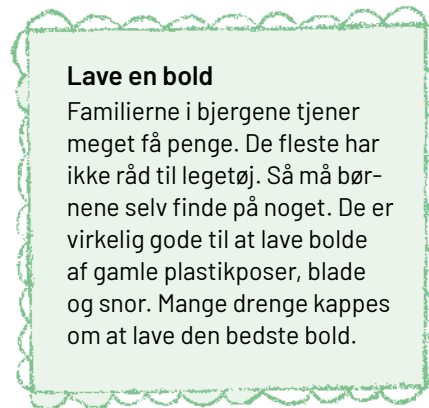 Lave en bold
Familierne i bjergene tjener
meget få penge. De fleste har
ikke råd til legetøj. Så må bør-
nene selv finde på noget. De er
virkelig gode til at lave bolde
af gamle plastikposer, blade
og snor. Mange drenge kappes
om at lave den bedste bold.